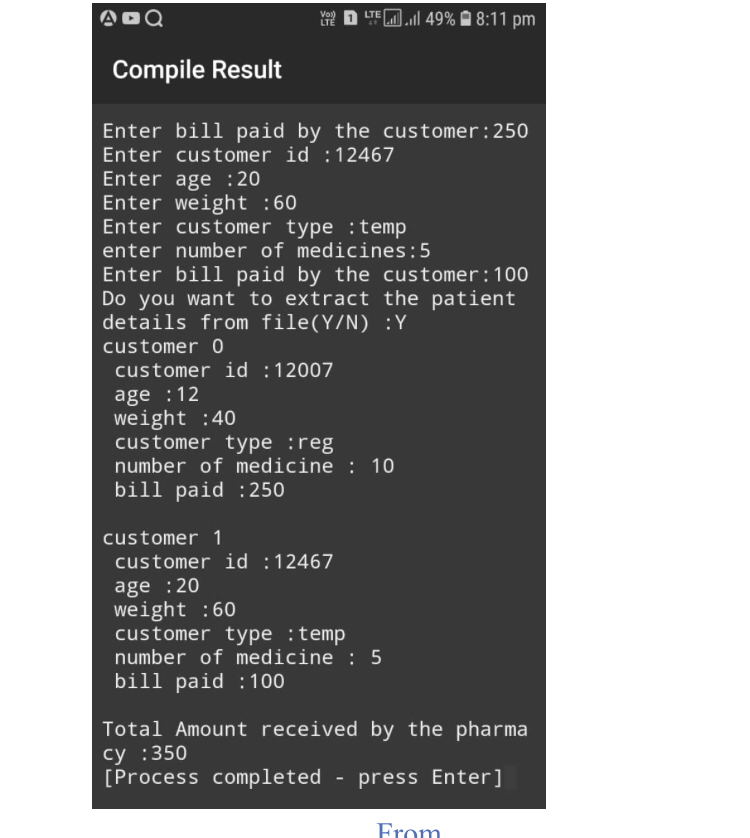 VoLTE 1 LTE 49% 8:11 pm
Compile Result
Enter bill paid by the customer:250
Enter customer id :12467
Enter age :20
Enter weight :60
Enter customer type :temp
enter number of medicines:5
Enter bill paid by the customer:100
Do you want to extract the patient
details from file(Y/N) :Y
customer 0
customer id :12007
age :12
weight :40
customer type :reg
number of medicine : 10
bill paid :250
customer 1
customer id :12467
age :20
weight :60
customer type :temp
number of medicine : 5
bill paid :100
Total Amount received by the pharma
cy :350
[Process completed - press Enter]
From